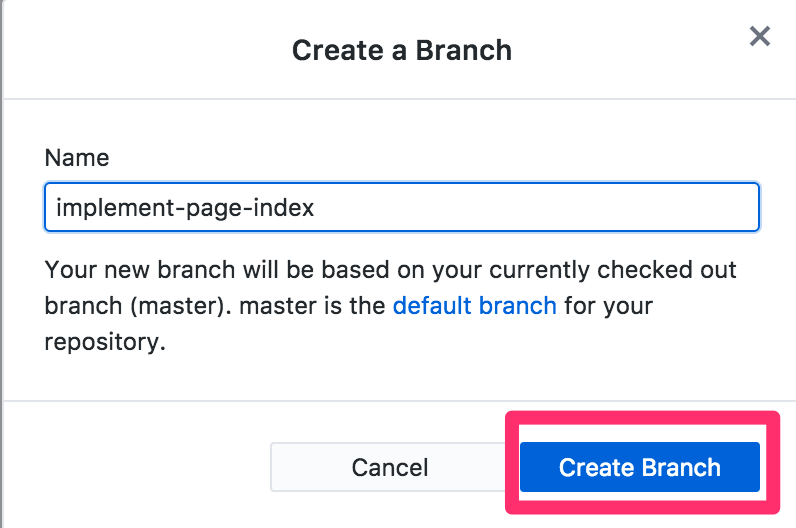 Create a Branch
Name
implement-page-index
Your new branch will be based on your currently checked out
branch (master). master is the default branch for your
repository.
Cancel
Create Branch